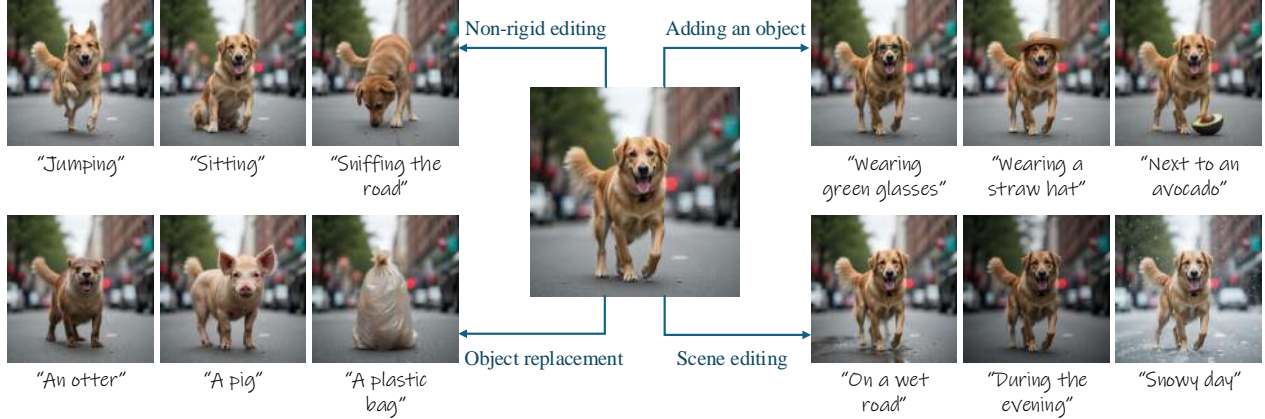 Non-rigid editing
Adding an object
"Jumping"
"Sitting"
"Sniffing the
road"
"Wearing
green glasses"
"Wearing a
straw hat"
"Next to an
avocado"
Object replacement
Scene editing
"An otter"
"A pig"
"A plastic
bag"
"On a wet
road"
"During the
evening"
"Snowy day"